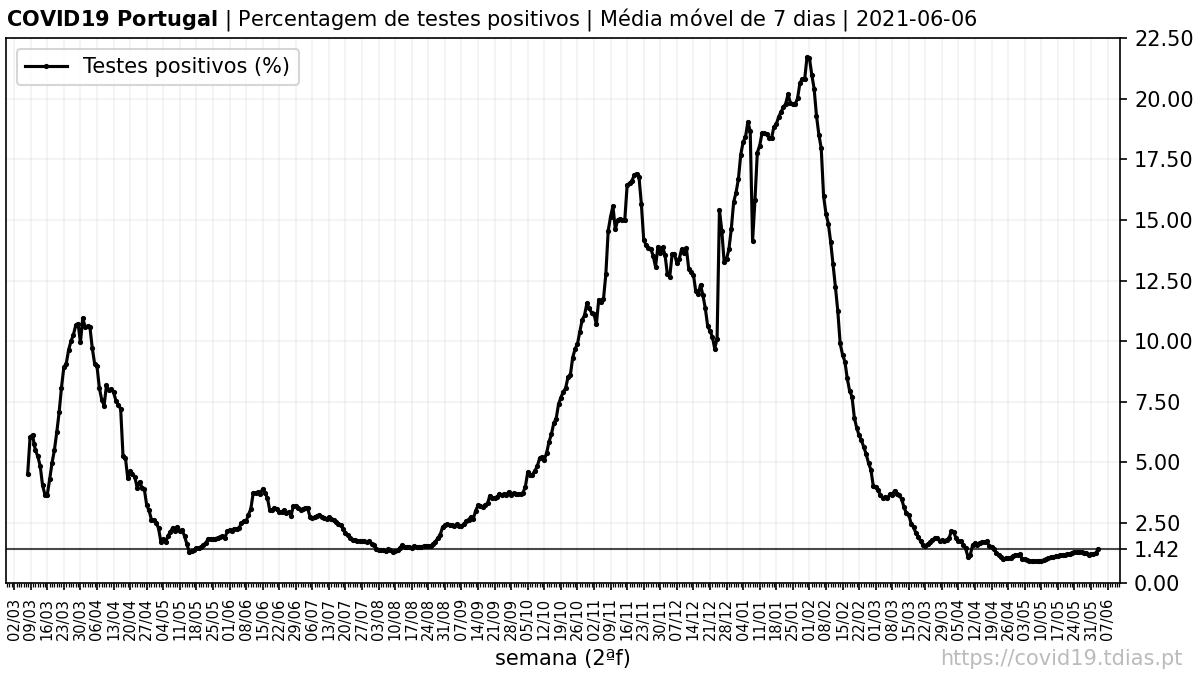 COVID19 Portugal | Percentagem de testes positivos | Média móvel de 7 dias | 2021-06-06
Testes positivos (%)
22.50
20.00
17.50
15.00
12.50
10.00
7.50
5.00
2.50
1.42
0.00
02/03 09/03 16/03 23/03 30/03 06/04 13/04 20/04 27/04 04/05 11/05 18/05 25/05 01/06 08/06 15/06 22/06 29/06 06/07 13/07 20/07 27/07 03/08 10/08 17/08 24/08 31/08 07/09 14/09 21/09 28/09 05/10 12/10 19/10 26/10 02/11 09/11 16/11 23/11 30/11 07/12 14/12 21/12 28/12 04/01 11/01 18/01 25/01 01/02 08/02 15/02 22/02 01/03 08/03 15/03 22/03 29/03 05/04 12/04 19/04 26/04 03/05 10/05 17/05 24/05 31/05 07/06
semana (2ªf)
https://covid19.tdias.pt